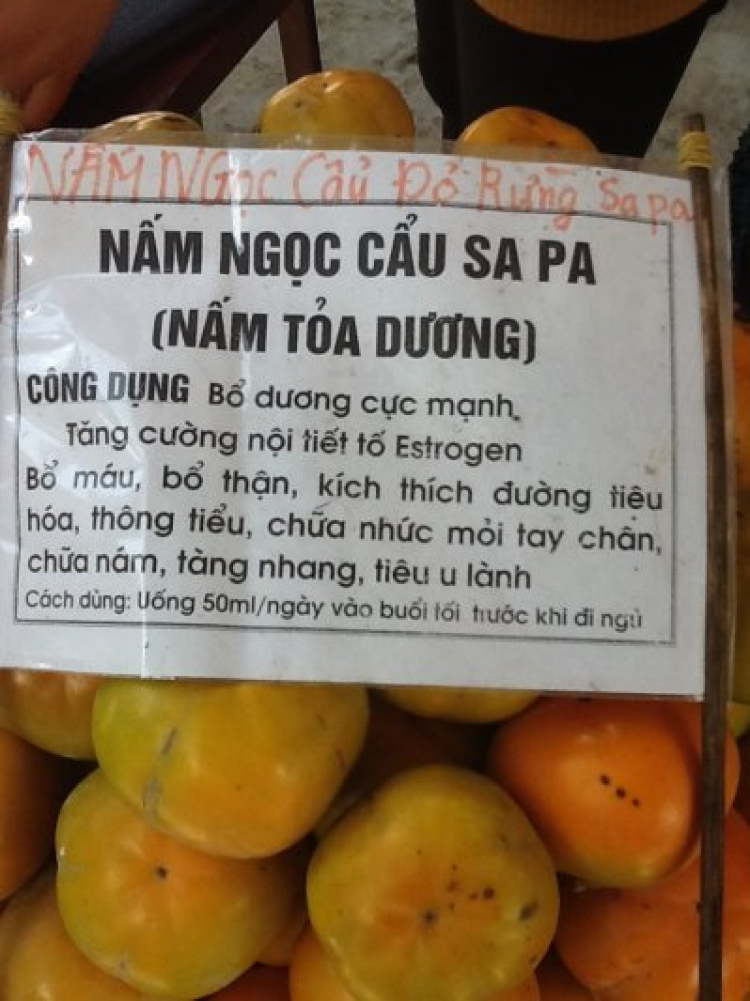 NẤM NGỌC Cẩu Đỏ Rừng Sa pa
NẤM NGỌC CẨU SA PA
(NẤM TỎA DƯƠNG)
CÔNG DỤNG Bổ dương cực mạnh.
Tăng cường nội tiết tố Estrogen
Bổ máu, bổ thận, kích thích đường tiêu
hóa, thông tiểu, chữa nhức mỏi tay chân,
chữa nám, tàng nhang, tiêu u lành
Cách dùng: Uống 50ml/ngày vào buổi tối trước khi đi ngủ